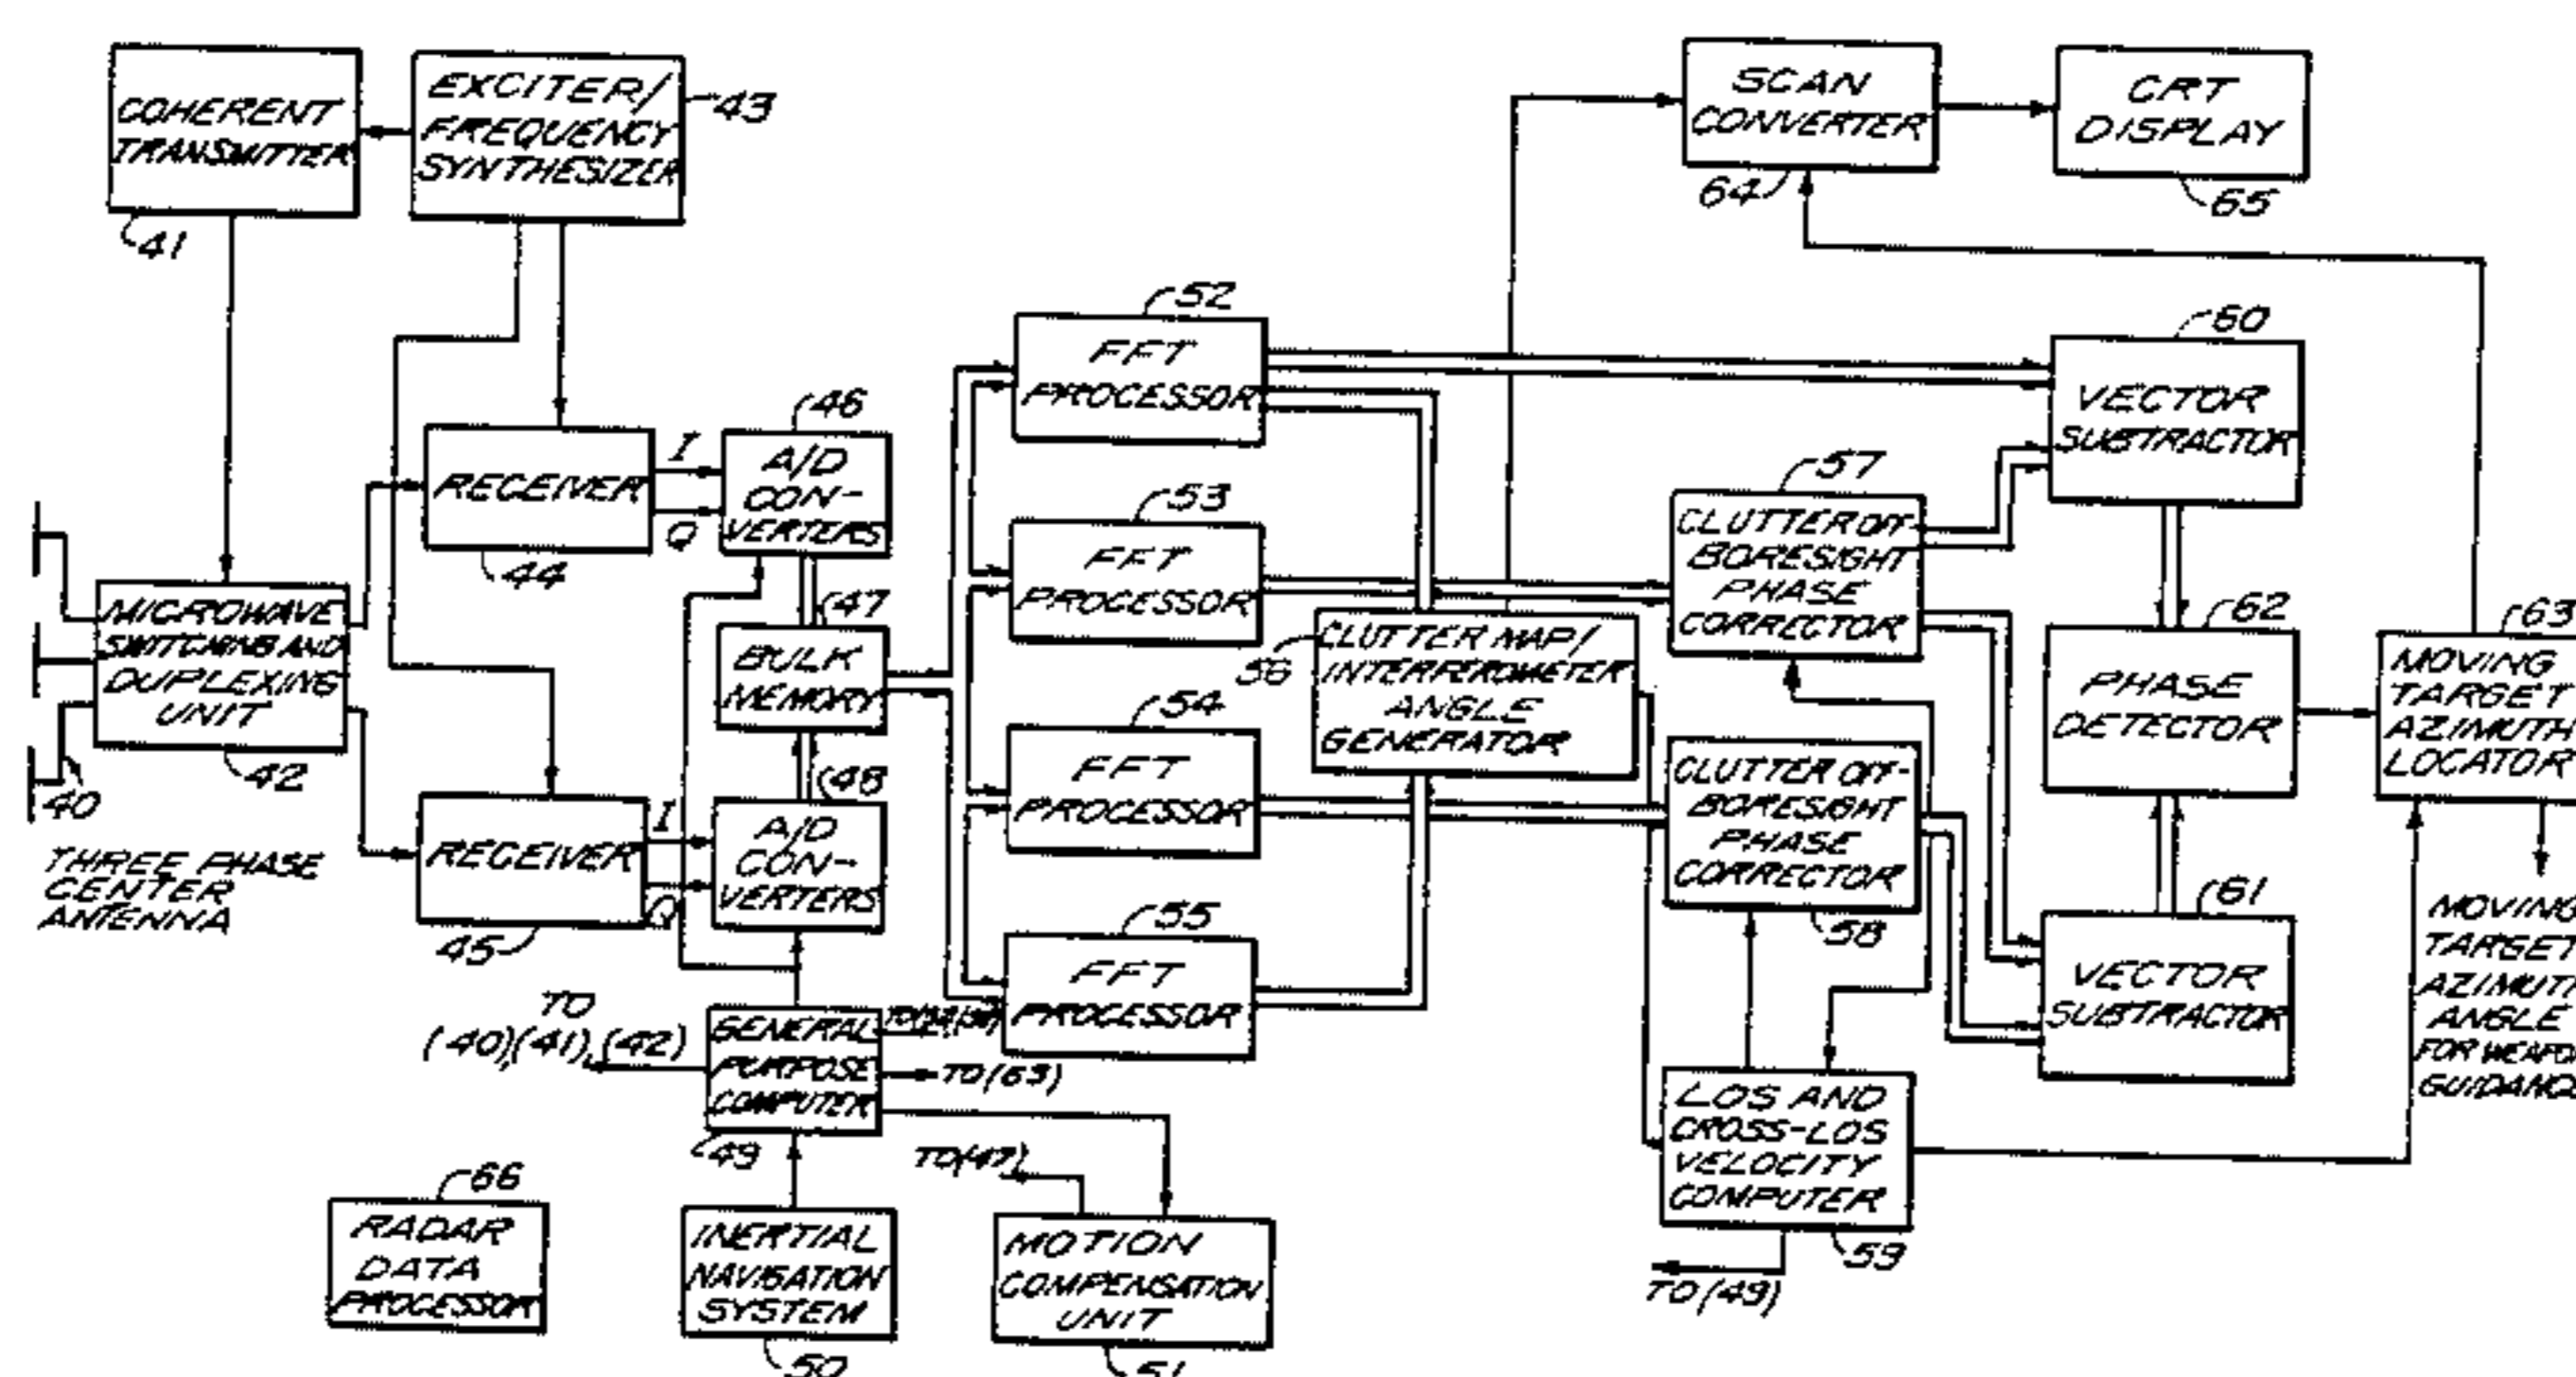 COHERENT
TRANSMITTER
41
EXCITER/
FREQUENCY
SYNTHESIZER
43
SCAN
CONVERTER
64
CRT
DISPLAY
65
MICROWAVE
SWITCHING AND
DUPLEXING
UNIT
42
40
THREE PHASE
CENTER
ANTENNA
RECEIVER
44
I
Q
46
A/D
CON-
VERTERS
47
BULK
MEMORY
48
RECEIVER
45
I
Q
A/D
CON-
VERTERS
TO
(40),(41),(42)
GENERAL
PURPOSE
COMPUTER
49
TO (63)
TO(47)
66
RADAR
DATA
PROCESSOR
INERTIAL
NAVIGATION
SYSTEM
50
MOTION
COMPENSATION
UNIT
51
52
FFT
PROCESSOR
53
FFT
PROCESSOR
54
FFT
PROCESSOR
55
FFT
PROCESSOR
56
CLUTTER MAP/
INTERFEROMETER
ANGLE
GENERATOR
57
CLUTTER OFF-
BORESIGHT
PHASE
CORRECTOR
CLUTTER OFF-
BORESIGHT
PHASE
CORRECTOR
58
LOS AND
CROSS-LOS
VELOCITY
COMPUTER
59
TO (49)
60
VECTOR
SUBTRACTOR
62
PHASE
DETECTOR
61
VECTOR
SUBTRACTOR
63
MOVING
TARGET
AZIMUTH
LOCATOR
MOVING
TARGET
AZIMUTH
ANGLE
FOR
GUIDANCE